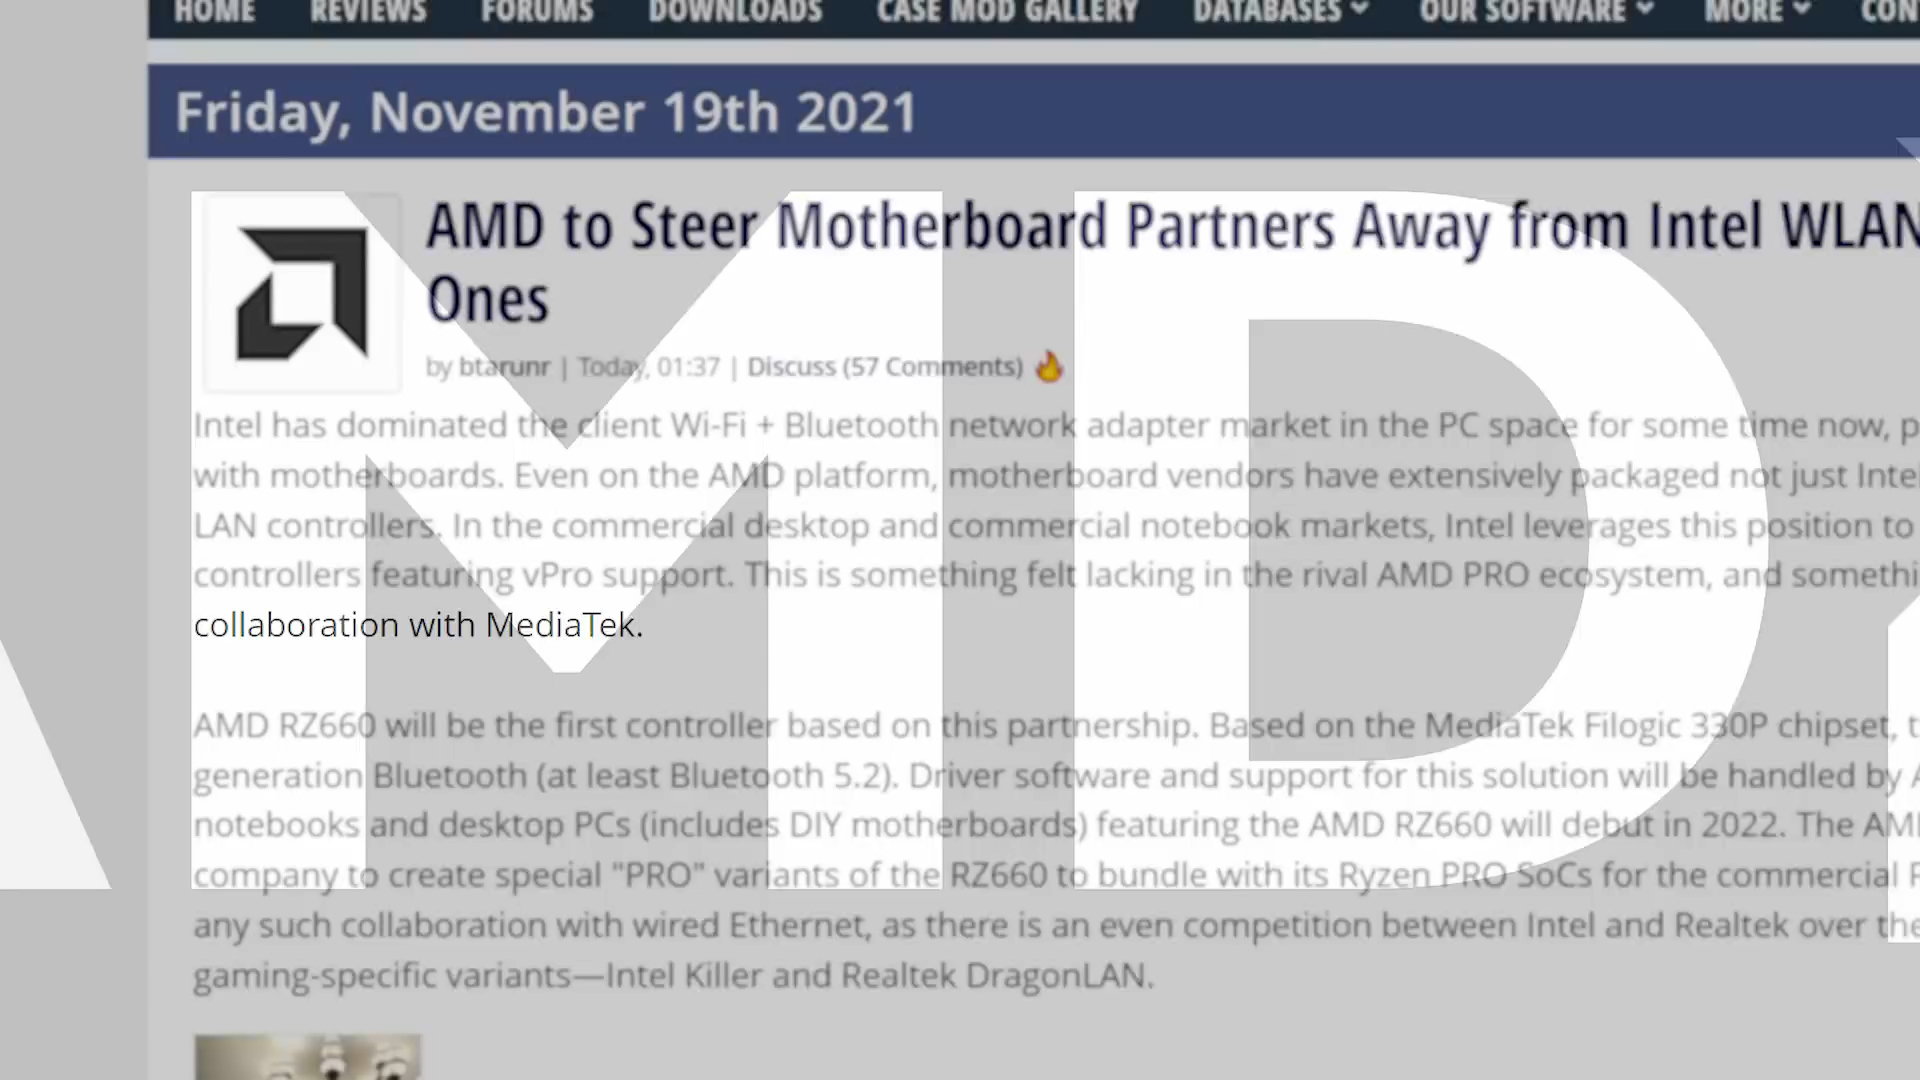 HOME REVIEWS FORUMS DOWNLOADS CASE MOD GALLERY DATABASES OUR SOFTWARE MORE
Friday, November 19th 2021
AMD to Steer Motherboard Partners Away from Intel WLAN
Ones
by btarunr | Today, 01:37 | Discuss (57 Comments)
Intel has dominated the client Wi-Fi + Bluetooth network adapter market in the PC space for some time now,
with motherboards. Even on the AMD platform, motherboard vendors have extensively packaged not just
LAN controllers. In the commercial desktop and commercial notebook markets, Intel leverages this position to
controllers featuring vPro support. This is something felt lacking in the rival AMD PRO ecosystem, and
collaboration with MediaTek.
AMD RZ660 will be the first controller based on this partnership. Based on the MediaTek Filogic 330P chipset,
generation Bluetooth (at least Bluetooth 5.2). Driver software and support for this solution will be handled by
notebooks and desktop PCs (includes DIY motherboards) featuring the AMD RZ660 will debut in 2022. The
company to create special "PRO" variants of the RZ660 to bundle with its Ryzen PRO SoCs for the commercial
any such collaboration with wired Ethernet, as there is an even competition between Intel and Realtek over the
gaming-specific variants—Intel Killer and Realtek DragonLAN.
AMD